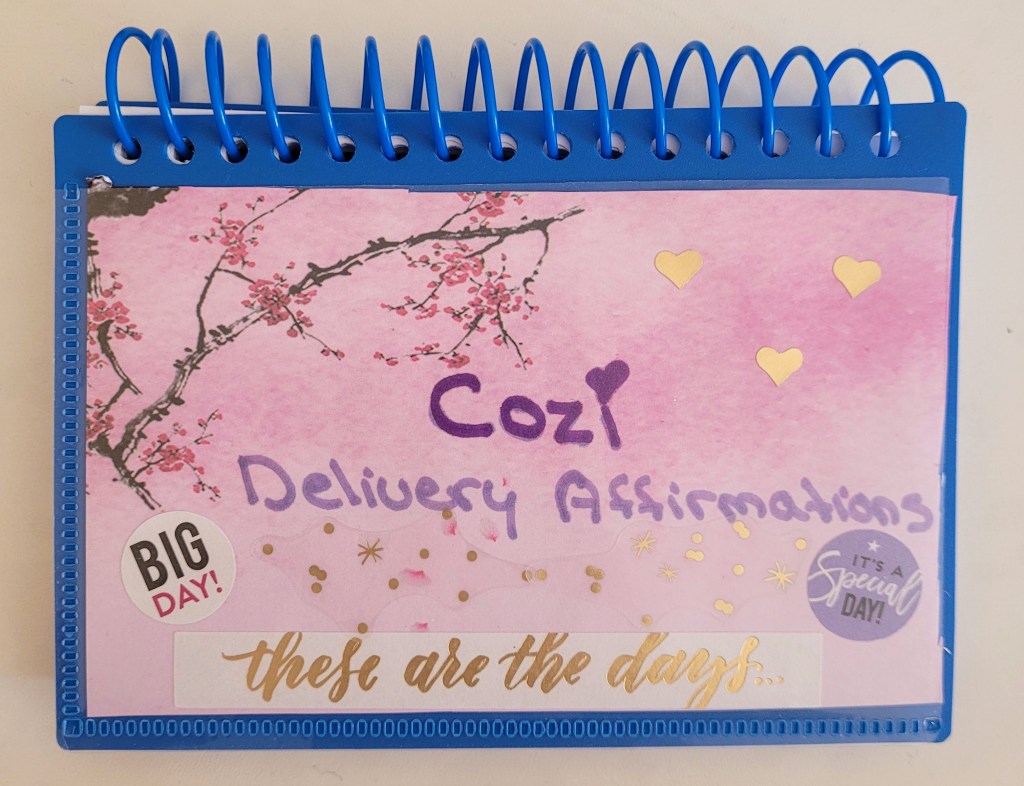 Cozi
Delivery Affirmations
BIG
DAY!
IT'S A
Special
DAY!
these are the days...